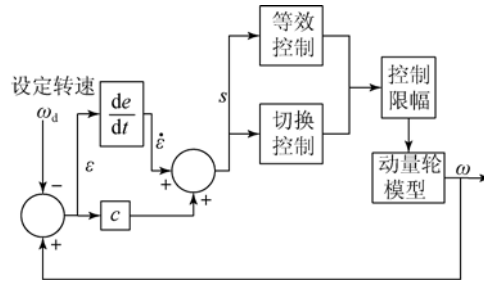 设定转速
ω_d
−
+
ε
de
dt
ε̇
c
+
+
s
等效
控制
切换
控制
控制
限幅
动量轮
模型
ω